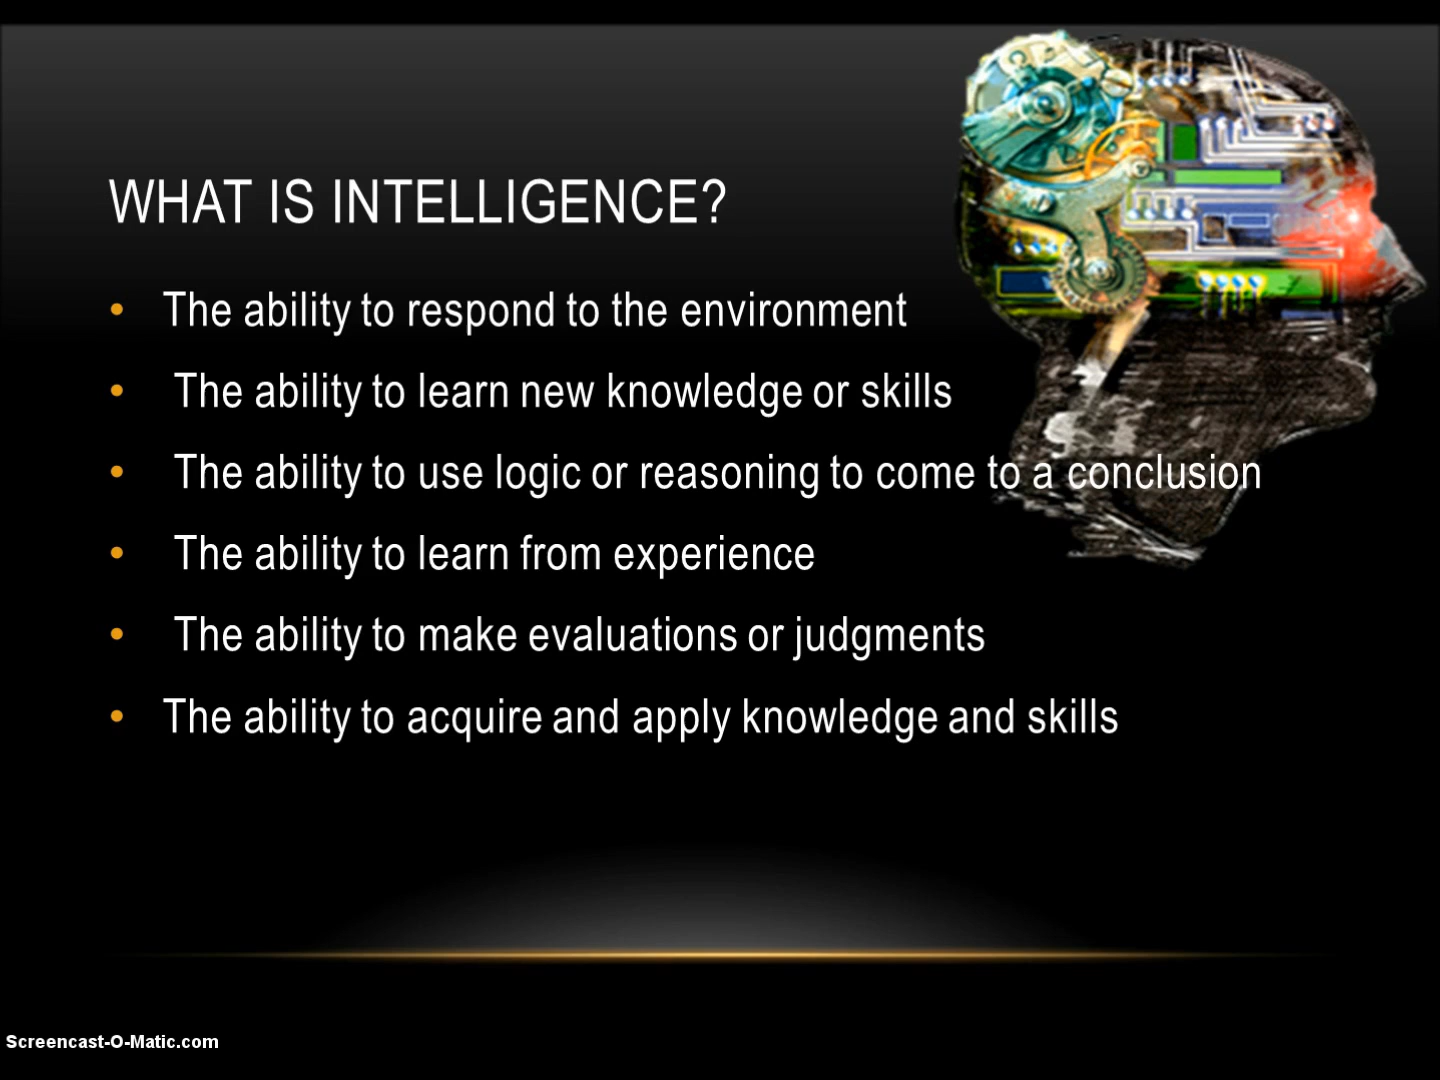 WHAT IS INTELLIGENCE?
• The ability to respond to the environment
• The ability to learn new knowledge or skills
• The ability to use logic or reasoning to come to a conclusion
• The ability to learn from experience
• The ability to make evaluations or judgments
• The ability to acquire and apply knowledge and skills
Screencast-O-Matic.com